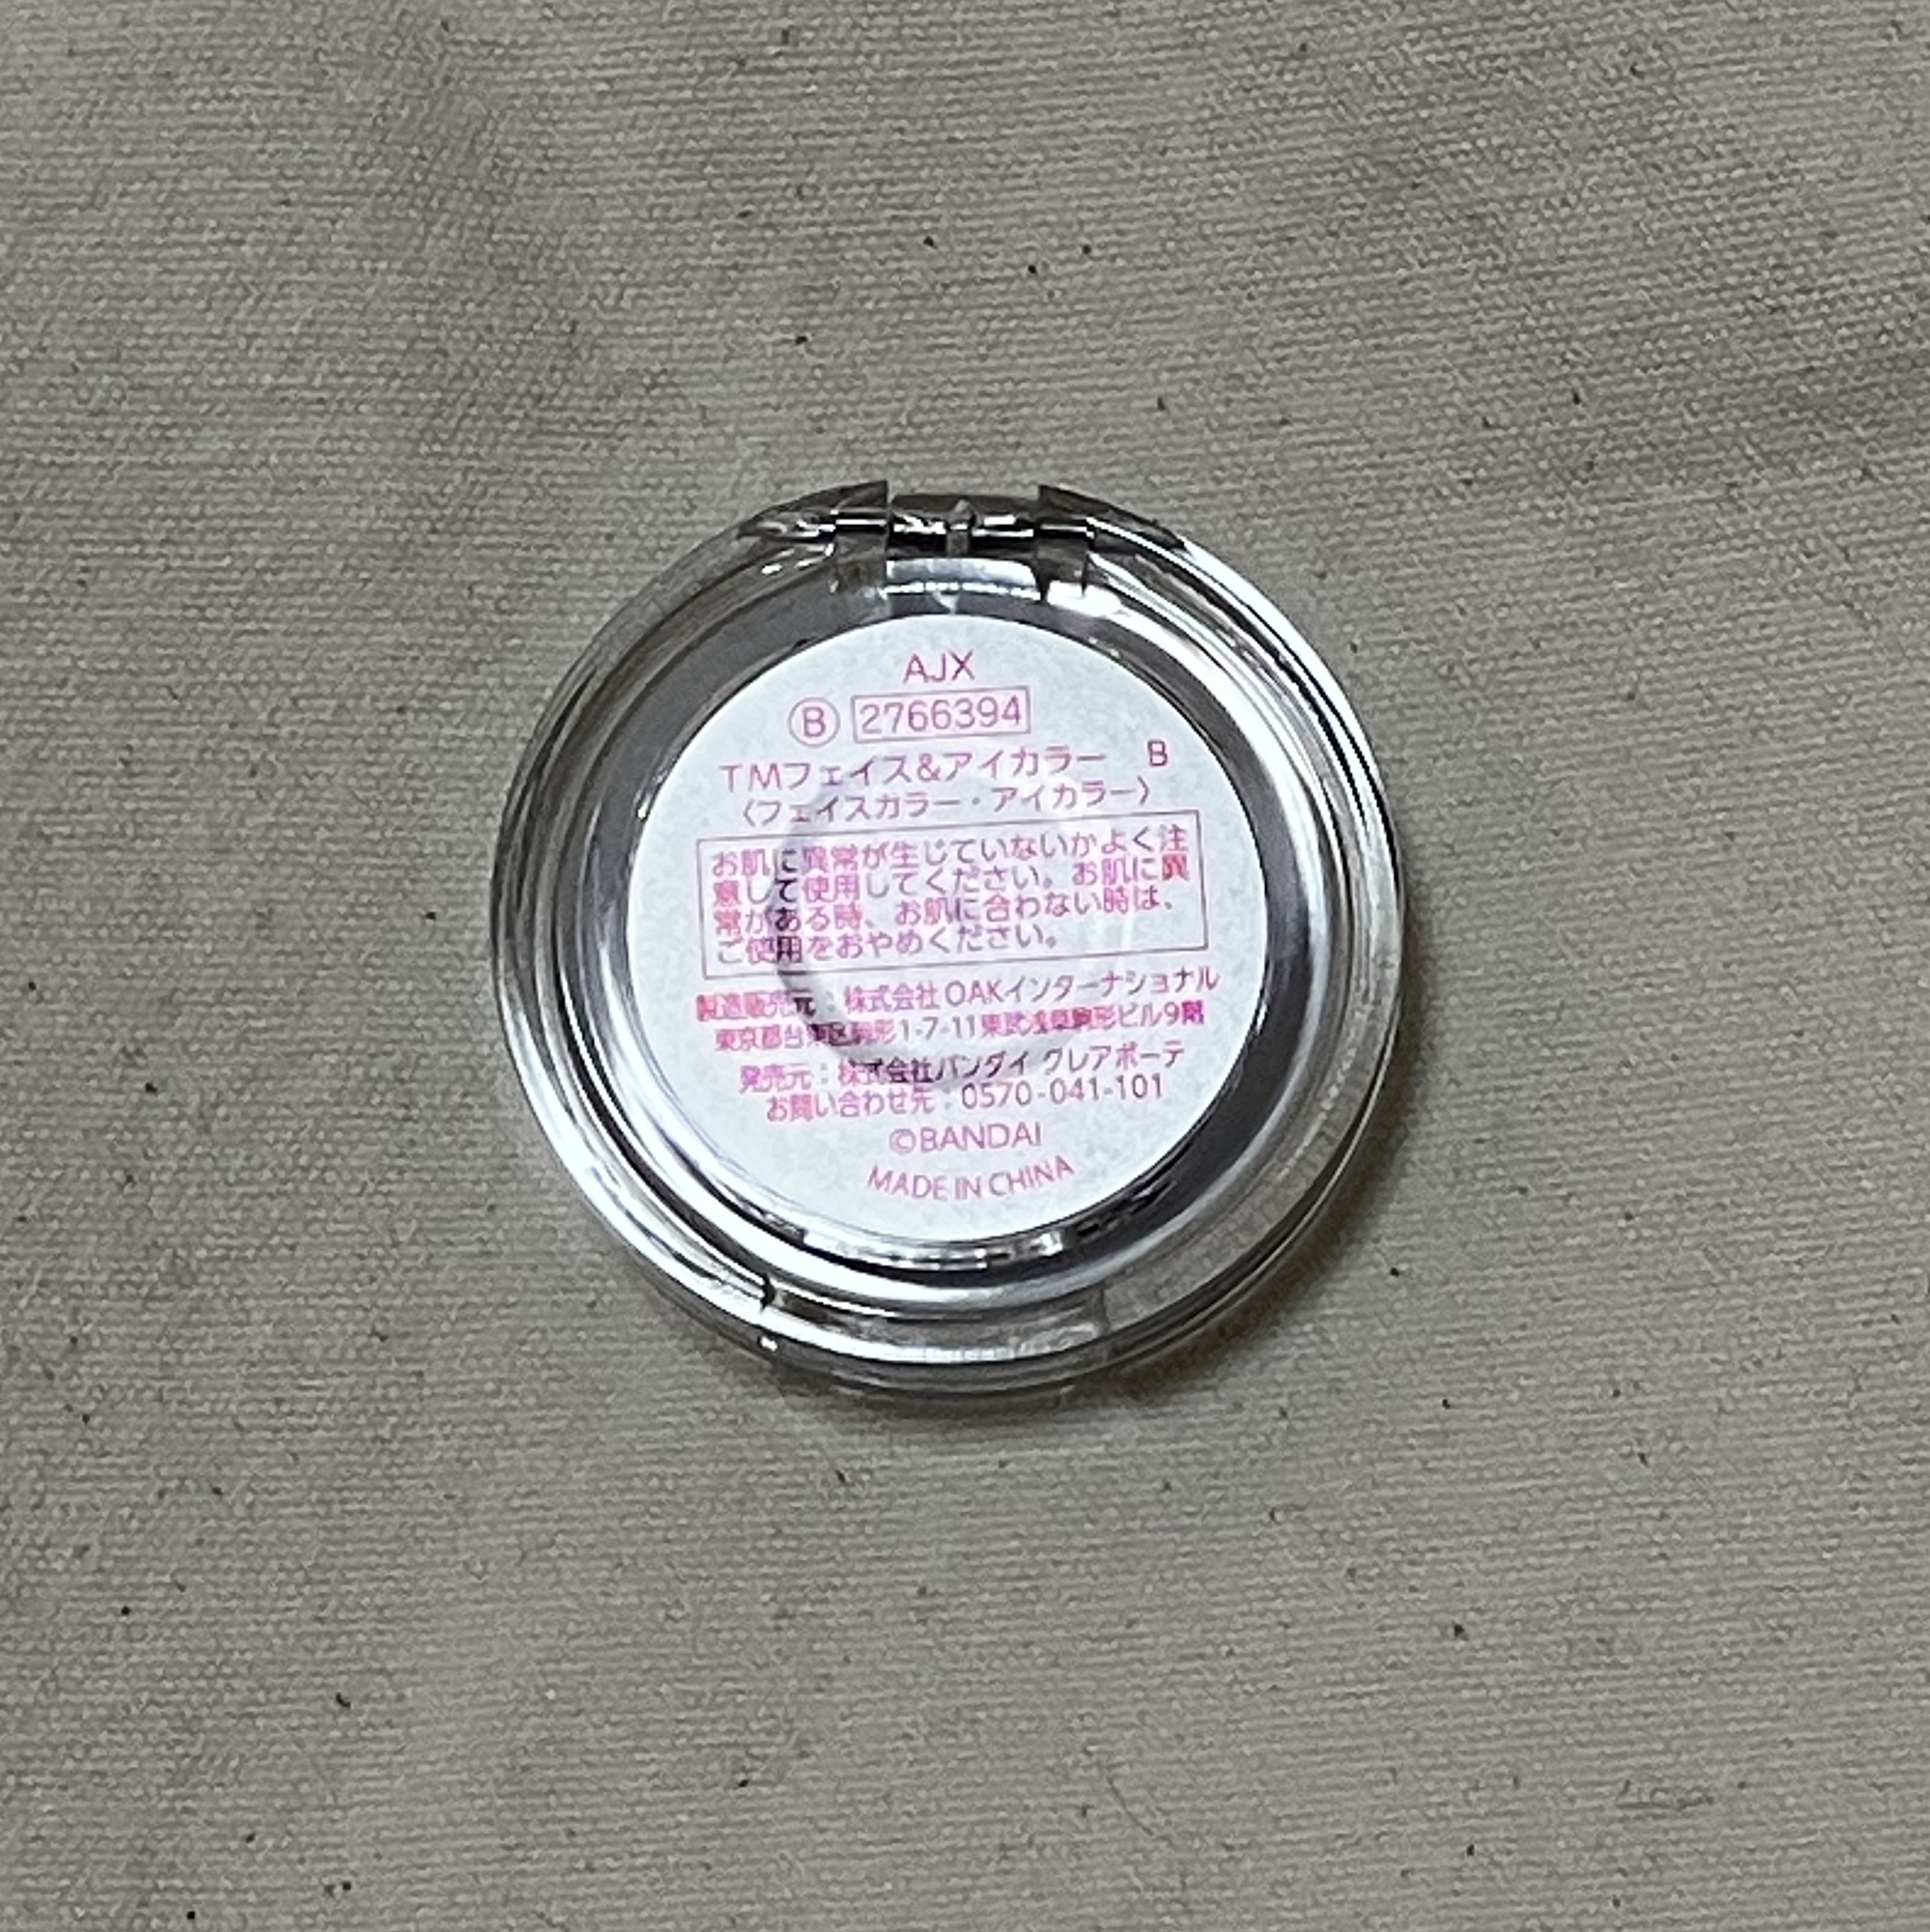 AJX
Ⓑ 2766394
TMフェイス&アイカラー B
〈フェイスカラー・アイカラー〉
お肌に異常が生じていないかよく注
意して使用してください。お肌に異
常がある時、お肌に合わない時は、
ご使用をおやめください。
製造販売元：株式会社 OAKインターナショナル
東京都台東区駒形1-7-11東武浅草駒形ビル9階
発売元：株式会社バンダイ クレアボーテ
お問い合わせ先：0570-041-101
©BANDAI
MADE IN CHINA